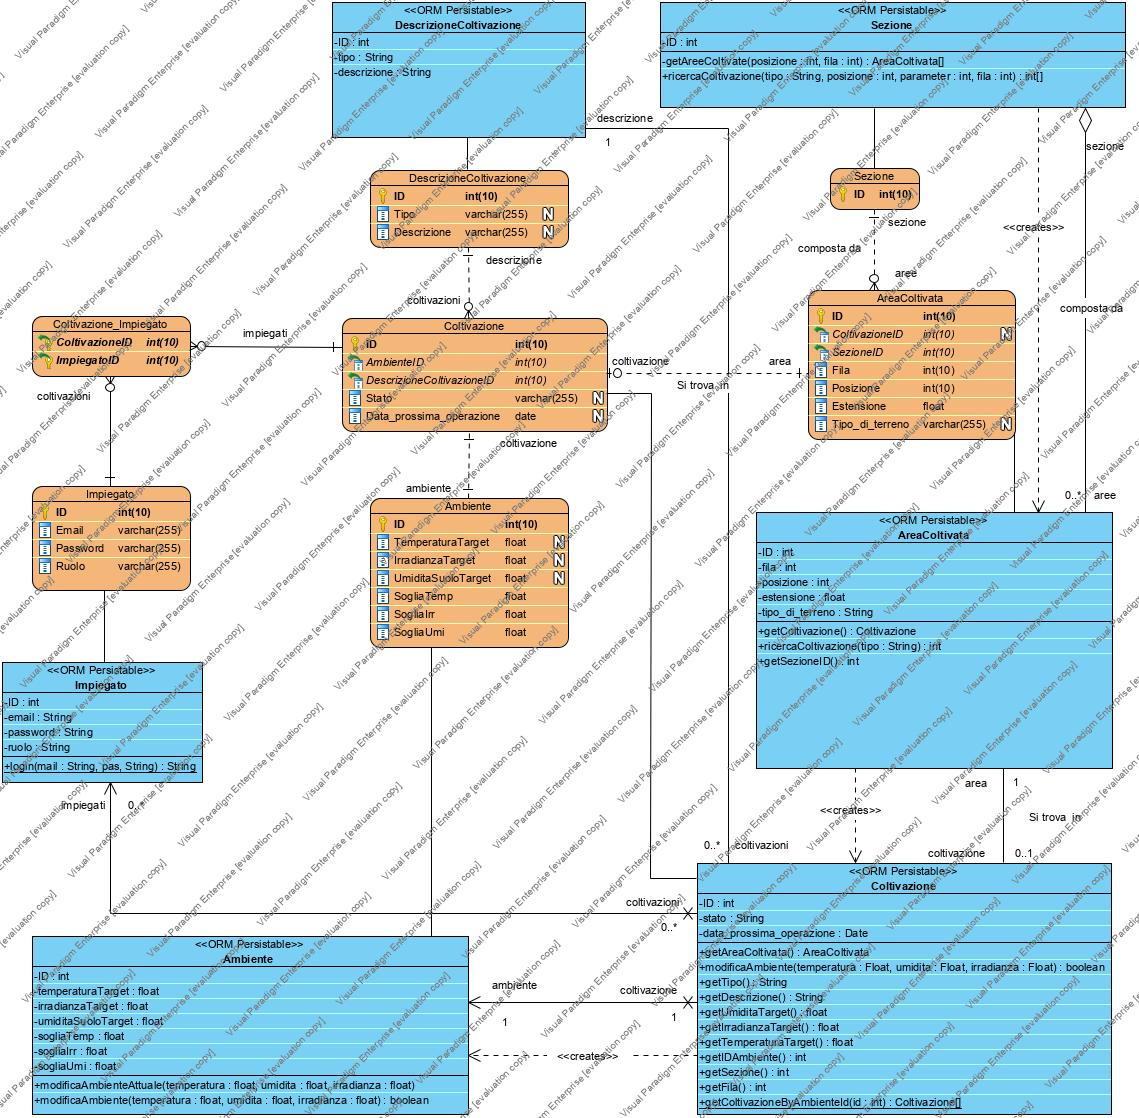 <<ORM Persistable>>
DescrizioneColtivazione
-ID : int
-tipo : String
-descrizione : String
<<ORM Persistable>>
Sezione
-ID : int
-getAreeColtivate(posizione : int, fila : int) : AreaColtivata[]
+ricercaColtivazione(tipo : String, posizione : int, parameter : int, fila : int) : int[]
descrizione
1
sezione
DescrizioneColtivazione
ID int(10)
Tipo varchar(255) N
Descrizione varchar(255) N
Sezione
ID int(10)
sezione
<<creates>>
composta da
descrizione
aree
coltivazioni
composta da
Coltivazione_Impiegato
ColtivazioneID int(10)
ImpiegatoID int(10)
impiegati
coltivazioni
Coltivazione
ID int(10)
AmbienteID int(10)
DescrizioneColtivazioneID int(10)
Stato varchar(255) N
Data_prossima_operazione date N
coltivazione
area
Si trova in
AreaColtivata
ID int(10)
ColtivazioneID int(10) N
SezioneID int(10)
Fila int(10)
Posizione int(10)
Estensione float
Tipo_di_terreno varchar(255) N
coltivazione
ambiente
Impiegato
ID int(10)
Email varchar(255)
Password varchar(255)
Ruolo varchar(255)
Ambiente
ID int(10)
TemperaturaTarget float N
IrradianzaTarget float N
UmiditaSuoloTarget float N
SogliaTemp float
SogliaIrr float
SogliaUmi float
0..* aree
<<ORM Persistable>>
AreaColtivata
-ID : int
-fila : int
-posizione : int
-estensione : float
-tipo_di_terreno : String
+getColtivazione() : Coltivazione
+ricercaColtivazione(tipo : String) : int
+getSezioneID() : int
<<ORM Persistable>>
Impiegato
-ID : int
-email : String
-password : String
-ruolo : String
+login(mail : String, pas, String) : String
impiegati 0..*
area 1
<<creates>>
Si trova in
0..* coltivazioni
coltivazione 0..1
<<ORM Persistable>>
Coltivazione
-ID : int
-stato : String
-data_prossima_operazione : Date
+getAreaColtivata() : AreaColtivata
+modificaAmbiente(temperatura : Float, umidita : Float, irradianza : Float) : boolean
+getTipo() : String
+getDescrizione() : String
+getUmiditaTarget() : float
+getIrradianzaTarget() : float
+getTemperaturaTarget() : float
+getIDAmbiente() : int
+getSezione() : int
+getFila() : int
+getColtivazioneByAmbienteId(id : int) : Coltivazione[]
coltivazioni
0..*
<<ORM Persistable>>
Ambiente
-ID : int
-temperaturaTarget : float
-irradianzaTarget : float
-umiditaSuoloTarget : float
-sogliaTemp : float
-sogliaIrr : float
-sogliaUmi : float
+modificaAmbienteAttuale(temperatura : float, umidita : float, irradianza : float)
+modificaAmbiente(temperatura : float, umidita : float, irradianza : float) : boolean
ambiente
1
coltivazione
1
<<creates>>
Visual Paradigm Enterprise [evaluation copy]